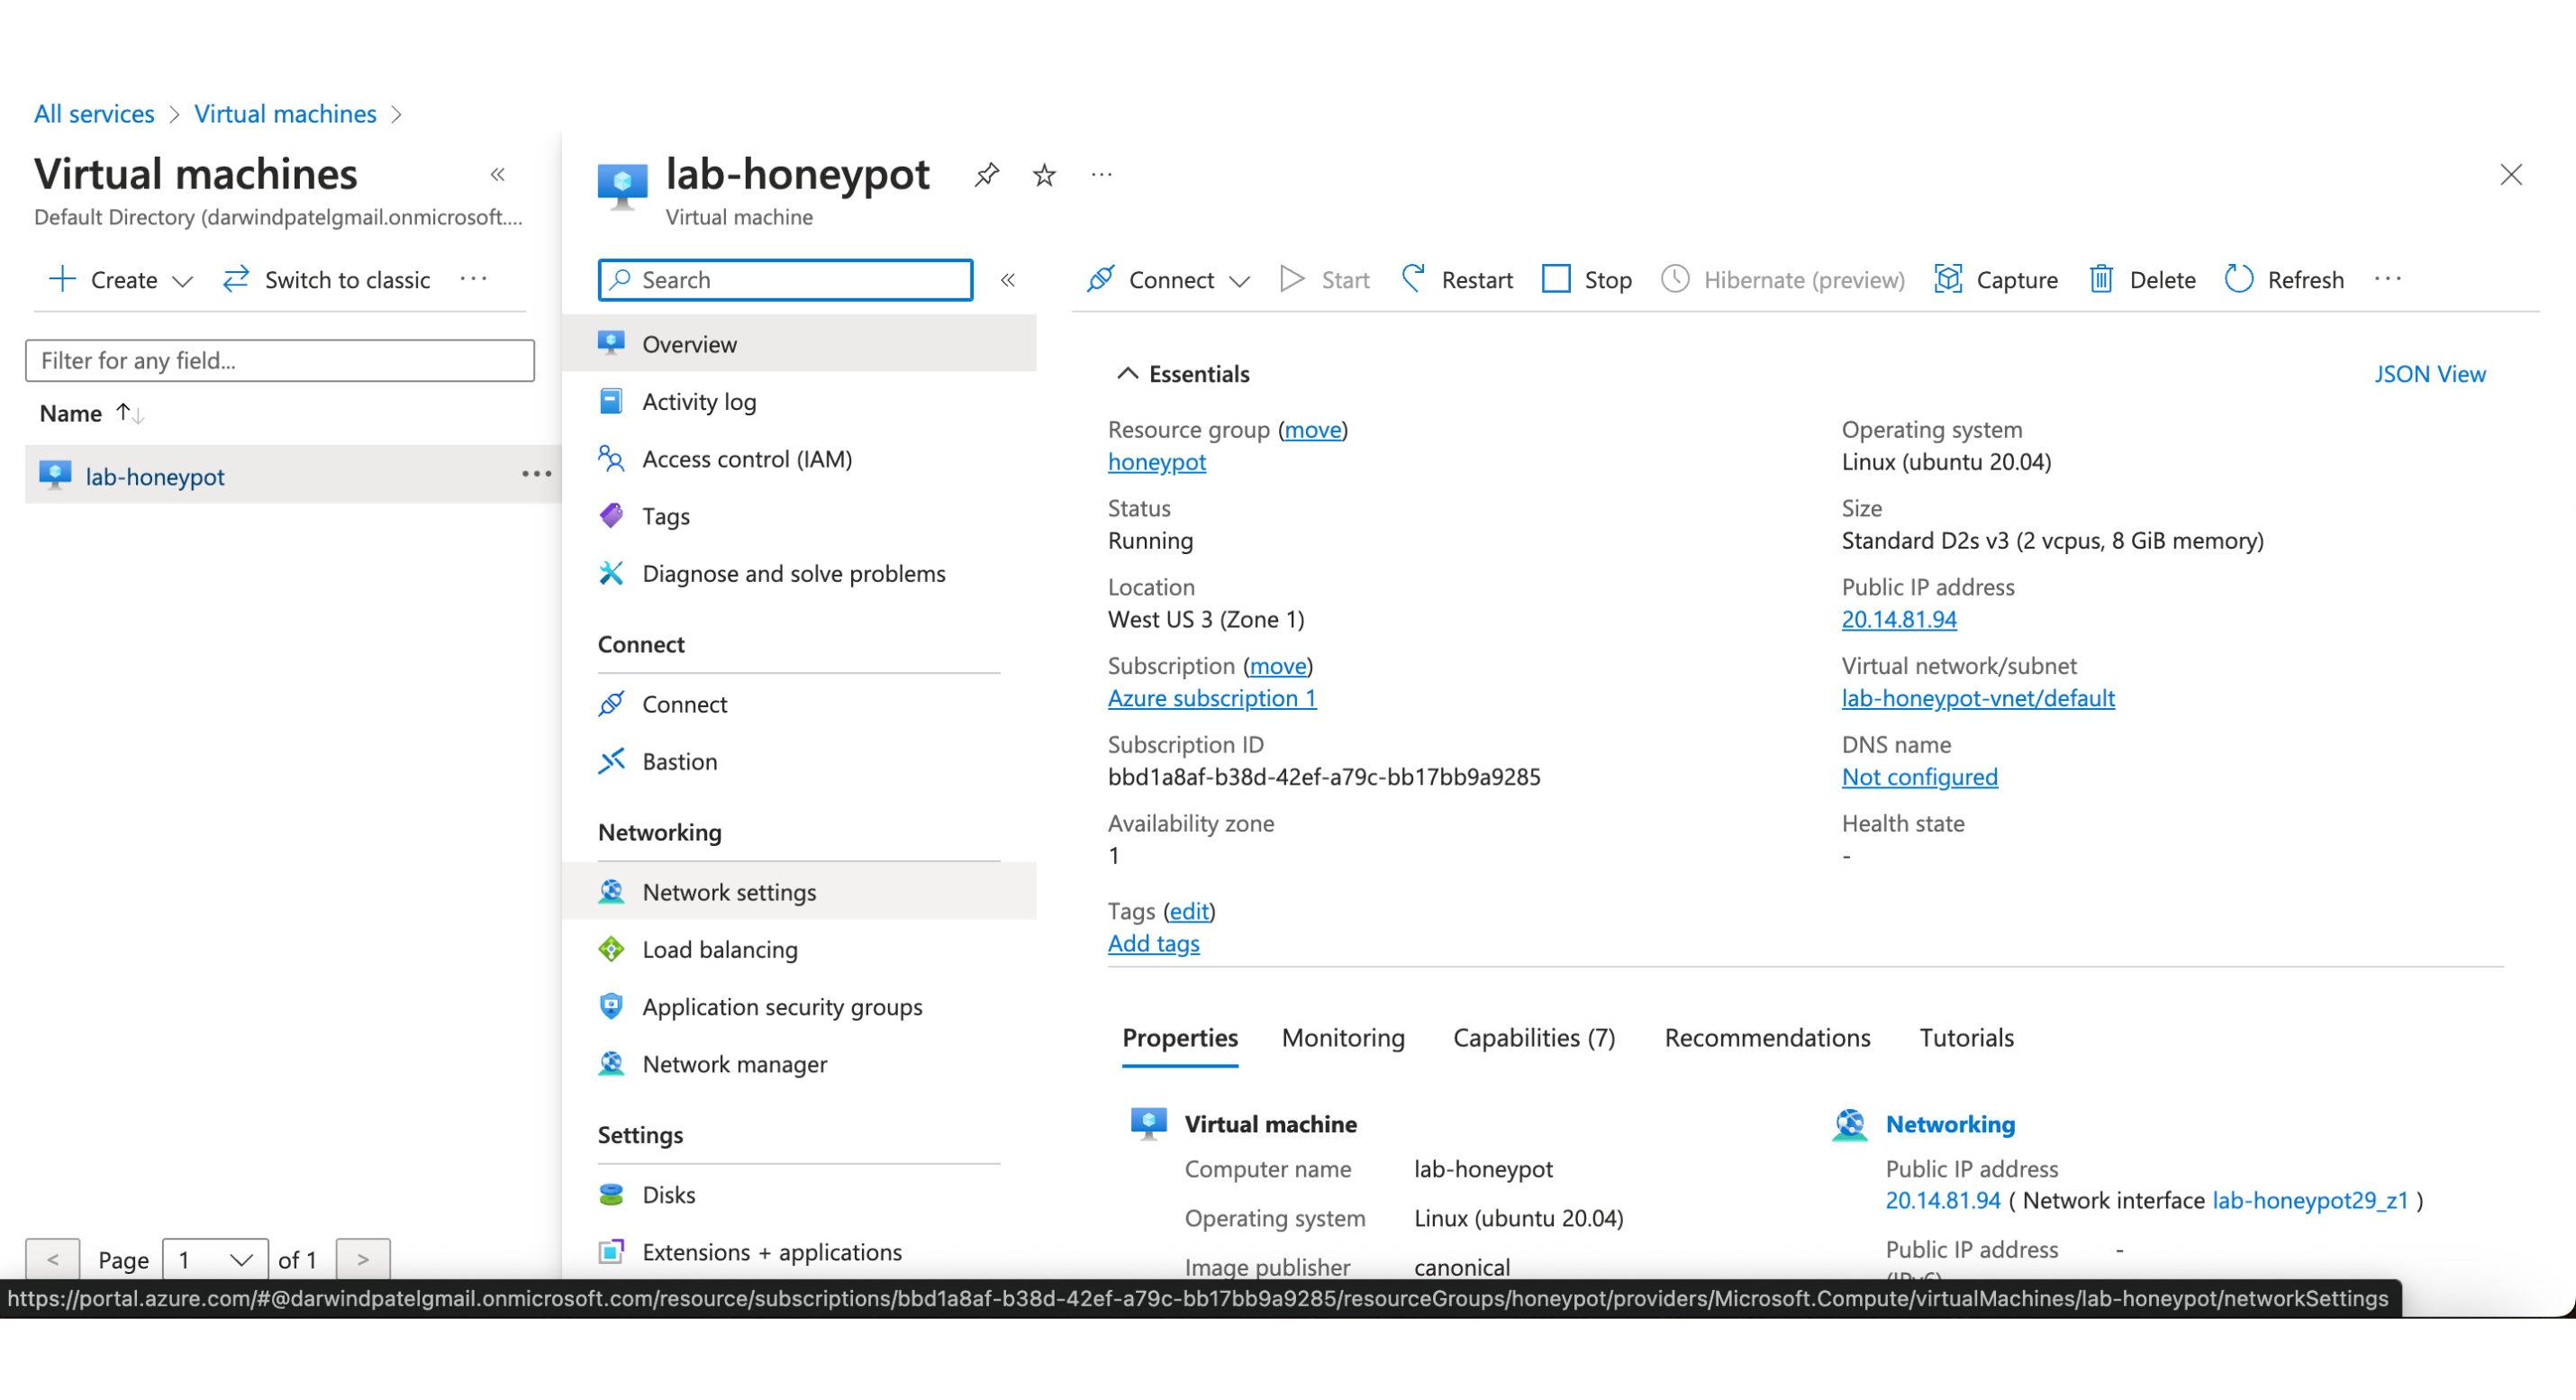 All services > Virtual machines >
Virtual machines
Default Directory (darwindpatelgmail.onmicrosoft....
Create
Switch to classic
Filter for any field...
Name
lab-honeypot
< Page 1 of 1 >
lab-honeypot
Virtual machine
Search
Overview
Activity log
Access control (IAM)
Tags
Diagnose and solve problems
Connect
Connect
Bastion
Networking
Network settings
Load balancing
Application security groups
Network manager
Settings
Disks
Extensions + applications
Connect
Start
Restart
Stop
Hibernate (preview)
Capture
Delete
Refresh
Essentials
JSON View
Resource group (move)
honeypot
Status
Running
Location
West US 3 (Zone 1)
Subscription (move)
Azure subscription 1
Subscription ID
bbd1a8af-b38d-42ef-a79c-bb17bb9a9285
Availability zone
1
Operating system
Linux (ubuntu 20.04)
Size
Standard D2s v3 (2 vcpus, 8 GiB memory)
Public IP address
20.14.81.94
Virtual network/subnet
lab-honeypot-vnet/default
DNS name
Not configured
Health state
-
Tags (edit)
Add tags
Properties
Monitoring
Capabilities (7)
Recommendations
Tutorials
Virtual machine
Computer name lab-honeypot
Operating system Linux (ubuntu 20.04)
Image publisher canonical
Networking
Public IP address
20.14.81.94 ( Network interface lab-honeypot29_z1 )
Public IP address -
(IPv6)
https://portal.azure.com/#@darwindpatelgmail.onmicrosoft.com/resource/subscriptions/bbd1a8af-b38d-42ef-a79c-bb17bb9a9285/resourceGroups/honeypot/providers/Microsoft.Compute/virtualMachines/lab-honeypot/networkSettings